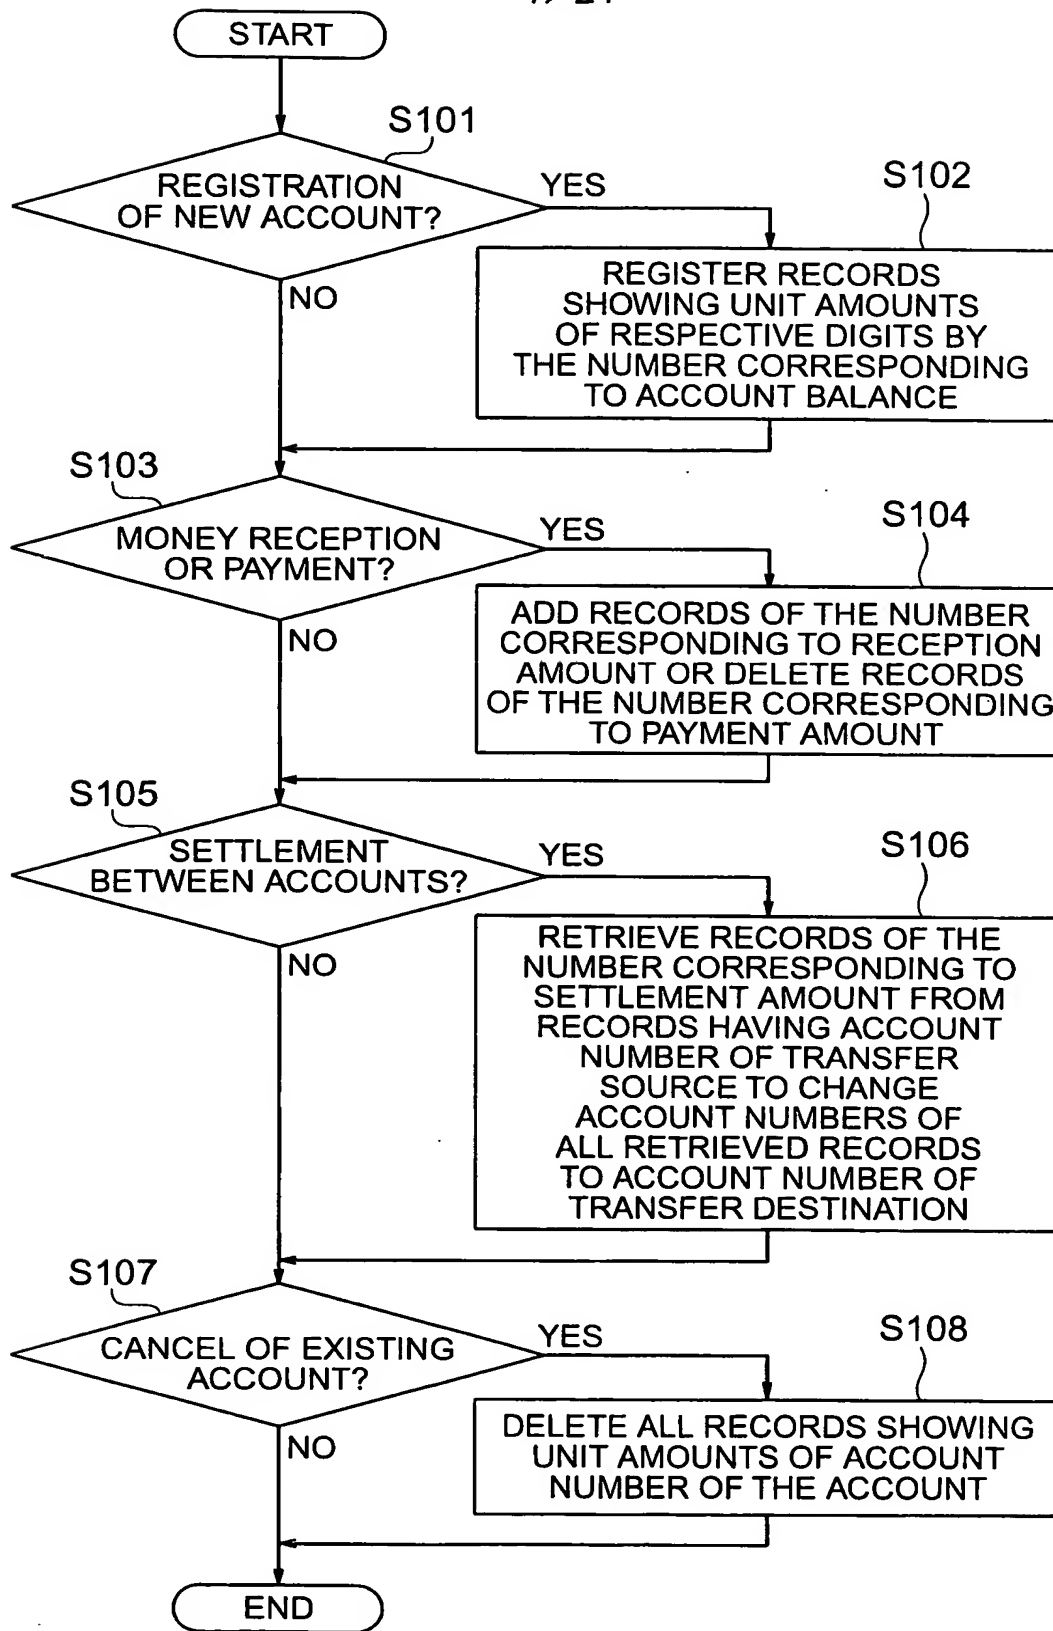 START
S101
REGISTRATION
OF NEW ACCOUNT?
YES
NO
S102
REGISTER RECORDS
SHOWING UNIT AMOUNTS
OF RESPECTIVE DIGITS BY
THE NUMBER CORRESPONDING
TO ACCOUNT BALANCE
S103
MONEY RECEPTION
OR PAYMENT?
YES
NO
S104
ADD RECORDS OF THE NUMBER
CORRESPONDING TO RECEPTION
AMOUNT OR DELETE RECORDS
OF THE NUMBER CORRESPONDING
TO PAYMENT AMOUNT
S105
SETTLEMENT
BETWEEN ACCOUNTS?
YES
NO
S106
RETRIEVE RECORDS OF THE
NUMBER CORRESPONDING TO
SETTLEMENT AMOUNT FROM
RECORDS HAVING ACCOUNT
NUMBER OF TRANSFER
SOURCE TO CHANGE
ACCOUNT NUMBERS OF
ALL RETRIEVED RECORDS
TO ACCOUNT NUMBER OF
TRANSFER DESTINATION
S107
CANCEL OF EXISTING
ACCOUNT?
YES
NO
S108
DELETE ALL RECORDS SHOWING
UNIT AMOUNTS OF ACCOUNT
NUMBER OF THE ACCOUNT
END